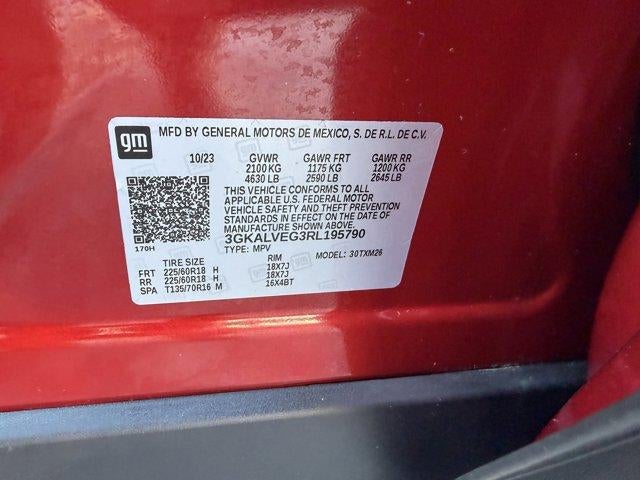 gm MFD BY GENERAL MOTORS DE MEXICO, S. DE R.L. DE C.V.
10/23 GVWR GAWR FRT GAWR RR
2100 KG 1175 KG 1200 KG
4630 LB 2590 LB 2645 LB
THIS VEHICLE CONFORMS TO ALL
APPLICABLE U.S. FEDERAL MOTOR
VEHICLE SAFETY AND THEFT PREVENTION
STANDARDS IN EFFECT ON THE DATE OF
MANUFACTURE SHOWN ABOVE.
3GKALVEG3RL195790
170H TYPE: MPV MODEL: 30TXM26
TIRE SIZE RIM
FRT 225/60R18 H 18X7J
RR 225/60R18 H 18X7J
SPA T135/70R16 M 16X4BT